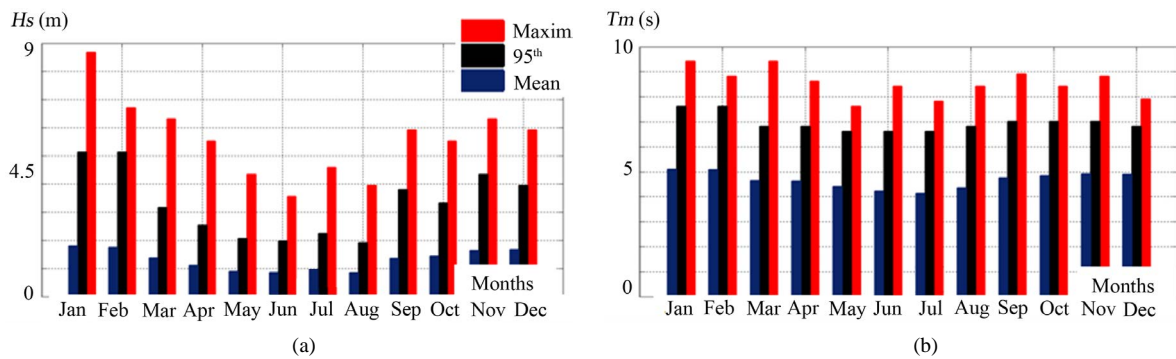 Hs (m)
9
4.5
0
Maxim
95th
Mean
Months
Jan Feb Mar Apr May Jun Jul Aug Sep Oct Nov Dec
(a)
Tm (s)
10
5
0
Months
Jan Feb Mar Apr May Jun Jul Aug Sep Oct Nov Dec
(b)